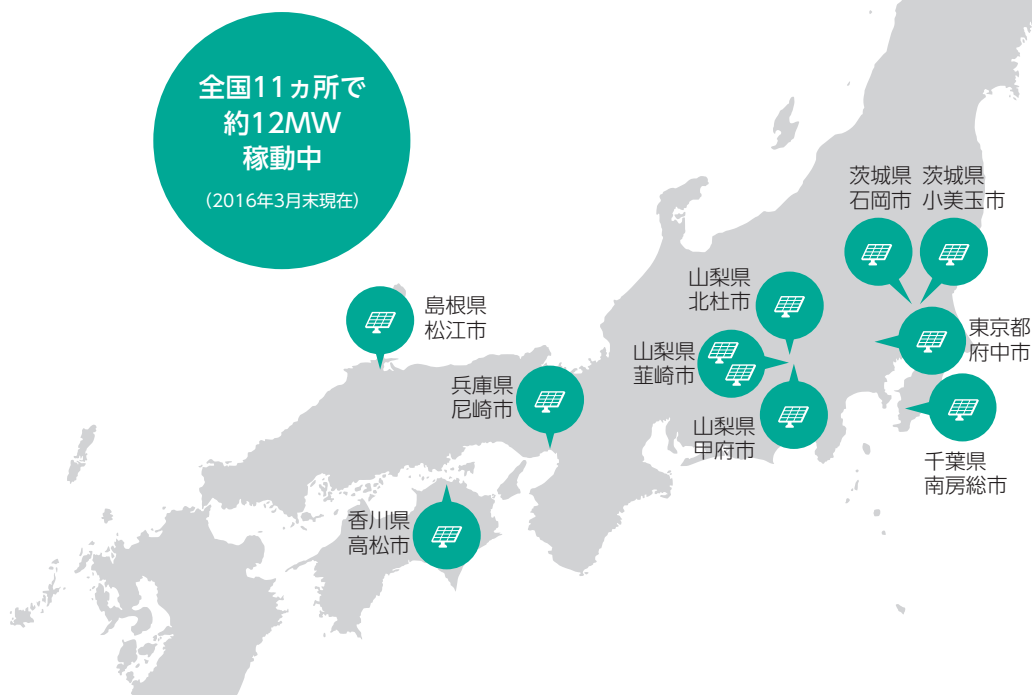 全国11ヵ所で
約12MW
稼動中
(2016年3月末現在)
茨城県
石岡市
茨城県
小美玉市
山梨県
北杜市
島根県
松江市
東京都
府中市
山梨県
韮崎市
兵庫県
尼崎市
山梨県
甲府市
千葉県
南房総市
香川県
高松市